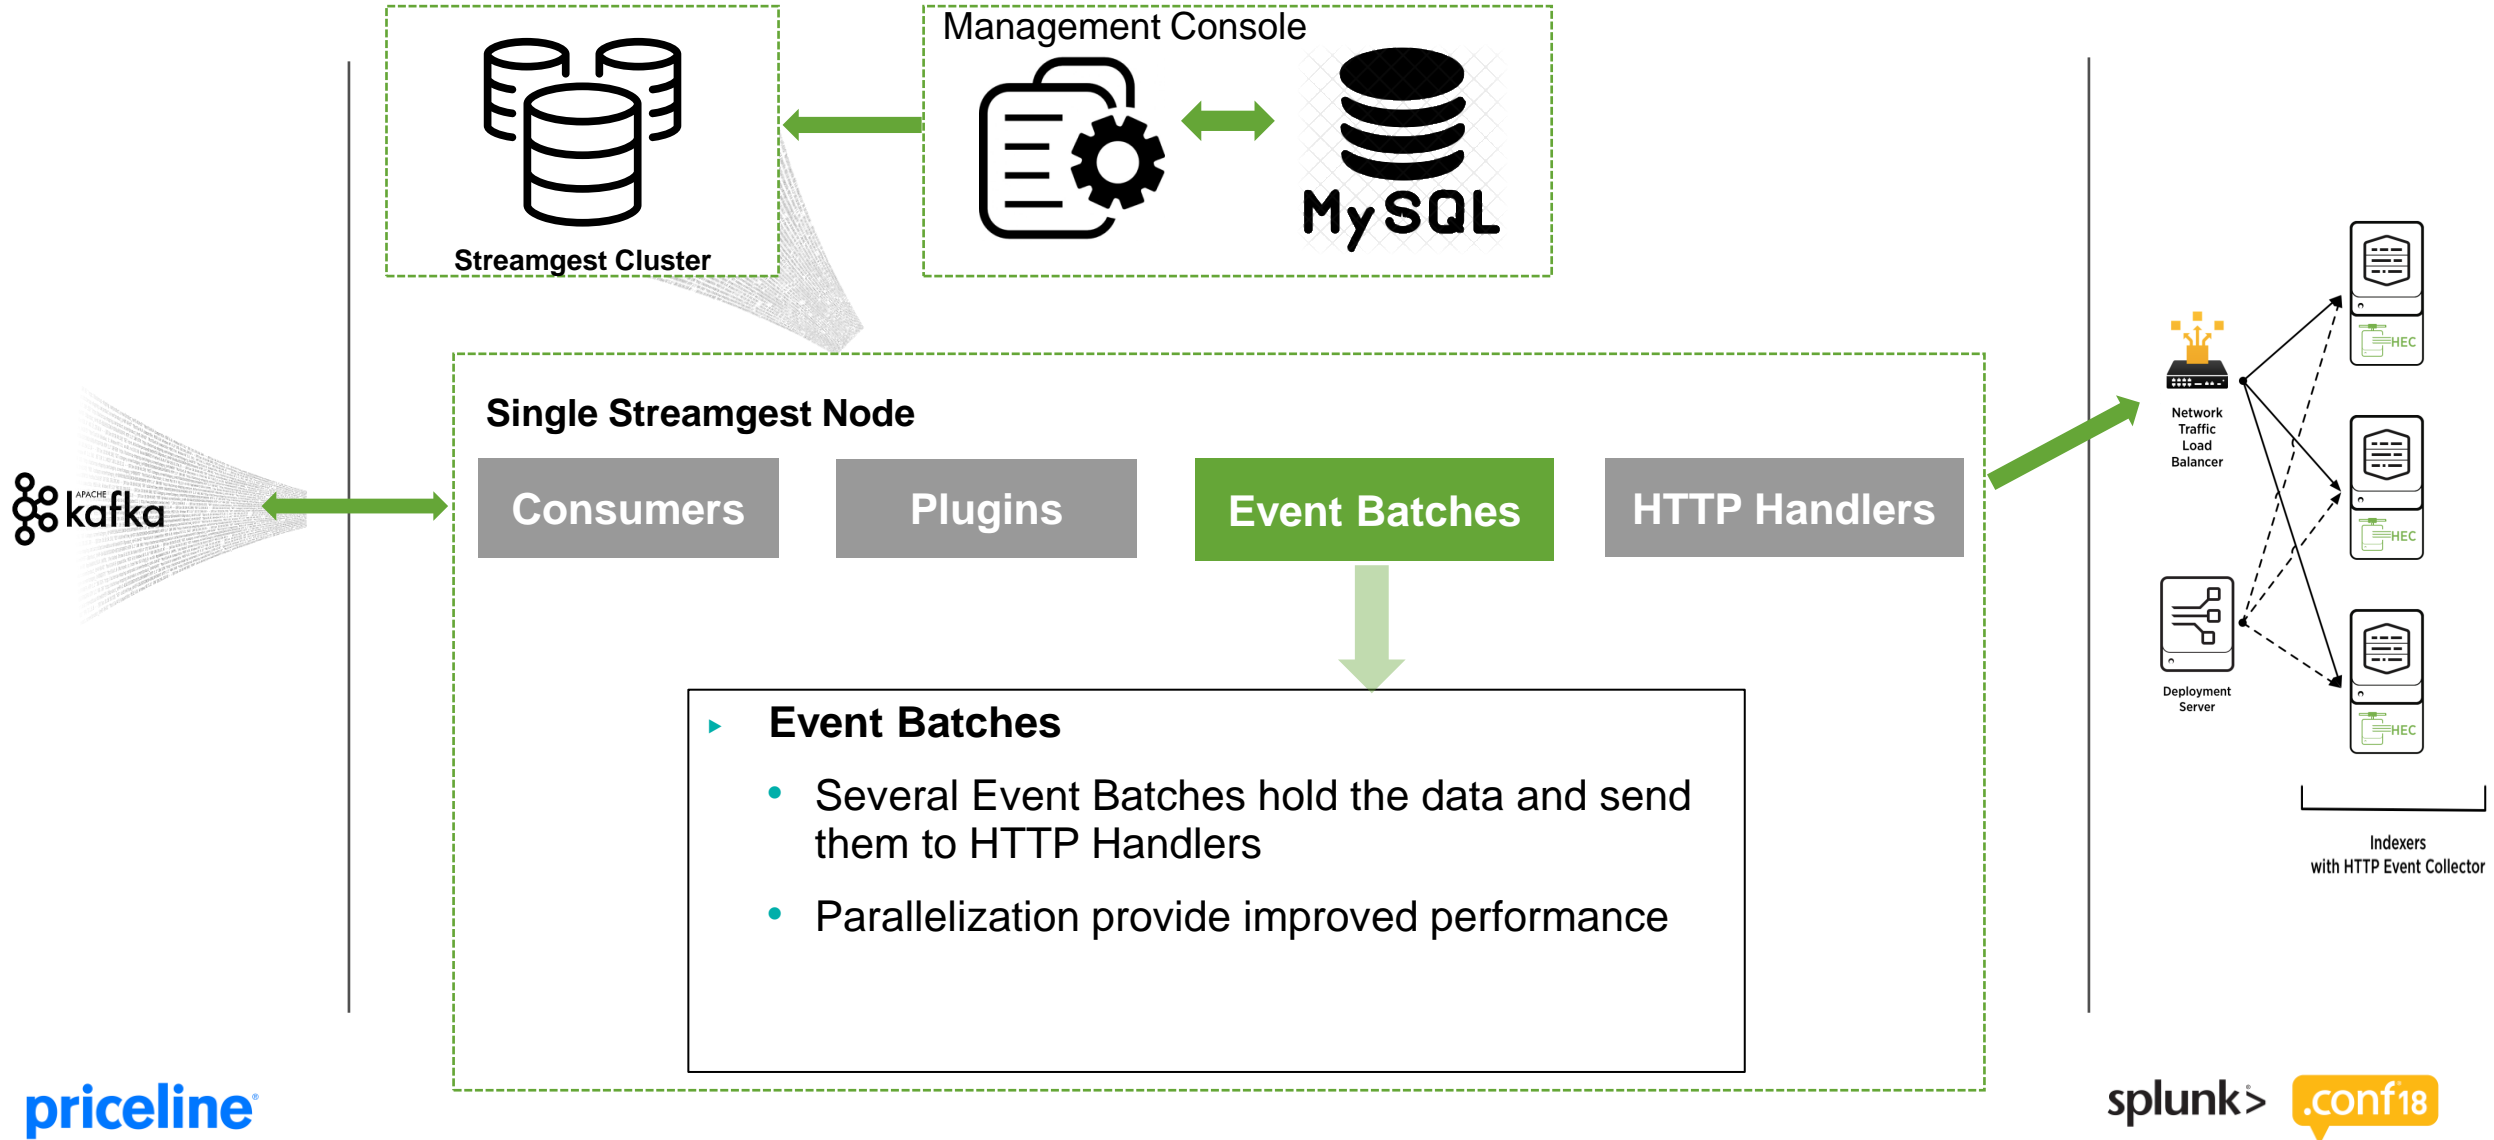 Management Console
MySQL
Streamgest Cluster
HEC
Single Streamgest Node
Network
Traffic
Load
Balancer
APACHE
kafka
Consumers
Plugins
Event Batches
HTTP Handlers
HEC
Deployment
Server
Event Batches
HEC
Several Event Batches hold the data and send
them to HTTP Handlers
Indexers
with HTTP Event Collector
Parallelization provide improved performance
priceline®
splunk>®
.conf18